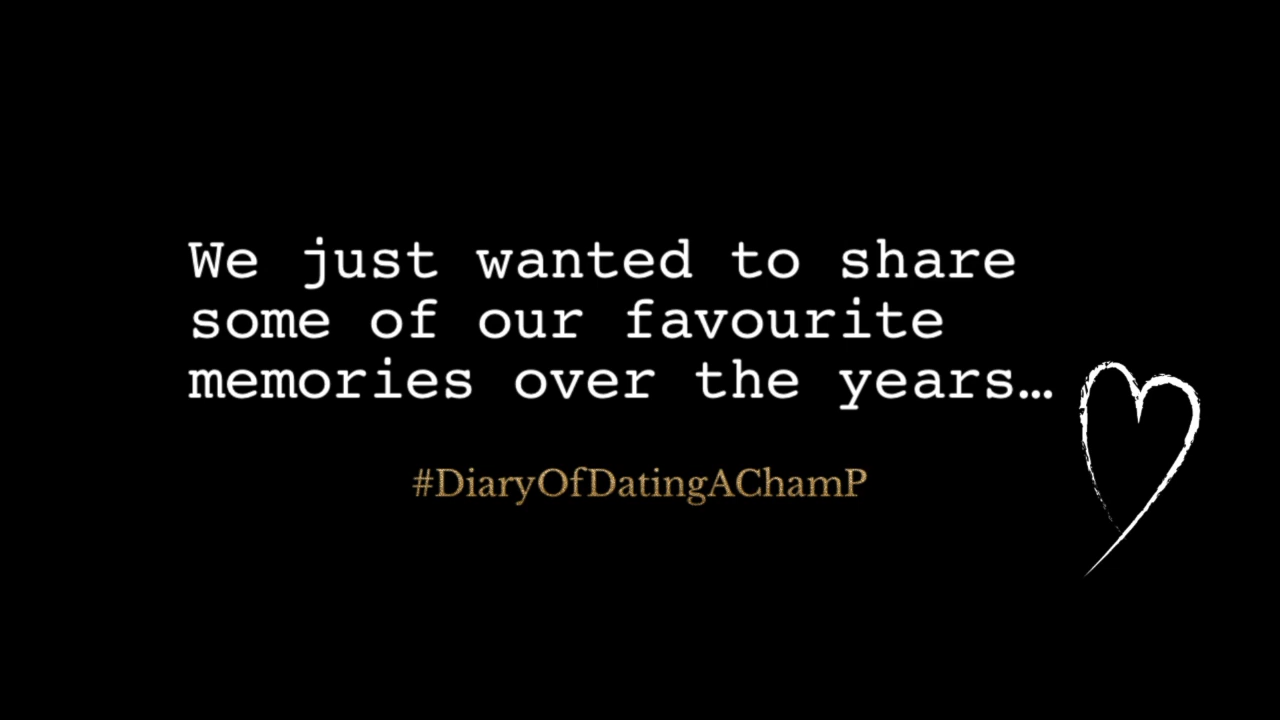 We just wanted to share
some of our favourite
memories over the years…
#DiaryOfDatingAChamP